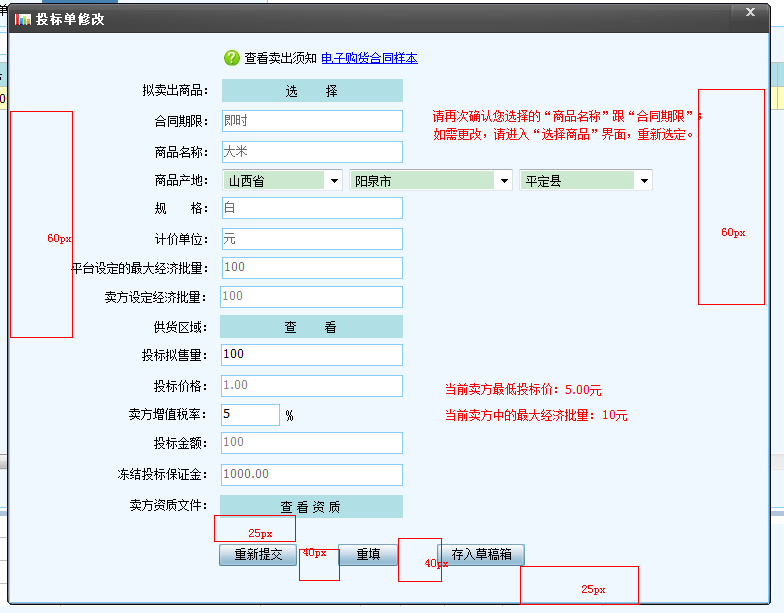 投标单修改
查看卖出须知 电子购货合同样本
拟卖出商品： 选 择
合同期限： 即时
请再次确认您选择的“商品名称”跟“合同期限”；
如需更改，请进入“选择商品”界面，重新选定。
商品名称： 大米
商品产地： 山西省 阳泉市 平定县
规 格： 白
60px
60px
计价单位： 元
平台设定的最大经济批量： 100
卖方设定经济批量： 100
供货区域： 查 看
投标拟售量： 100
投标价格： 1.00
当前卖方最低投标价：5.00元
卖方增值税率： 5 %
当前卖方中的最大经济批量：10元
投标金额： 100
冻结投标保证金： 1000.00
卖方资质文件： 查看资质
25px
重新提交 40px 重填 40px 存入草稿箱
25px